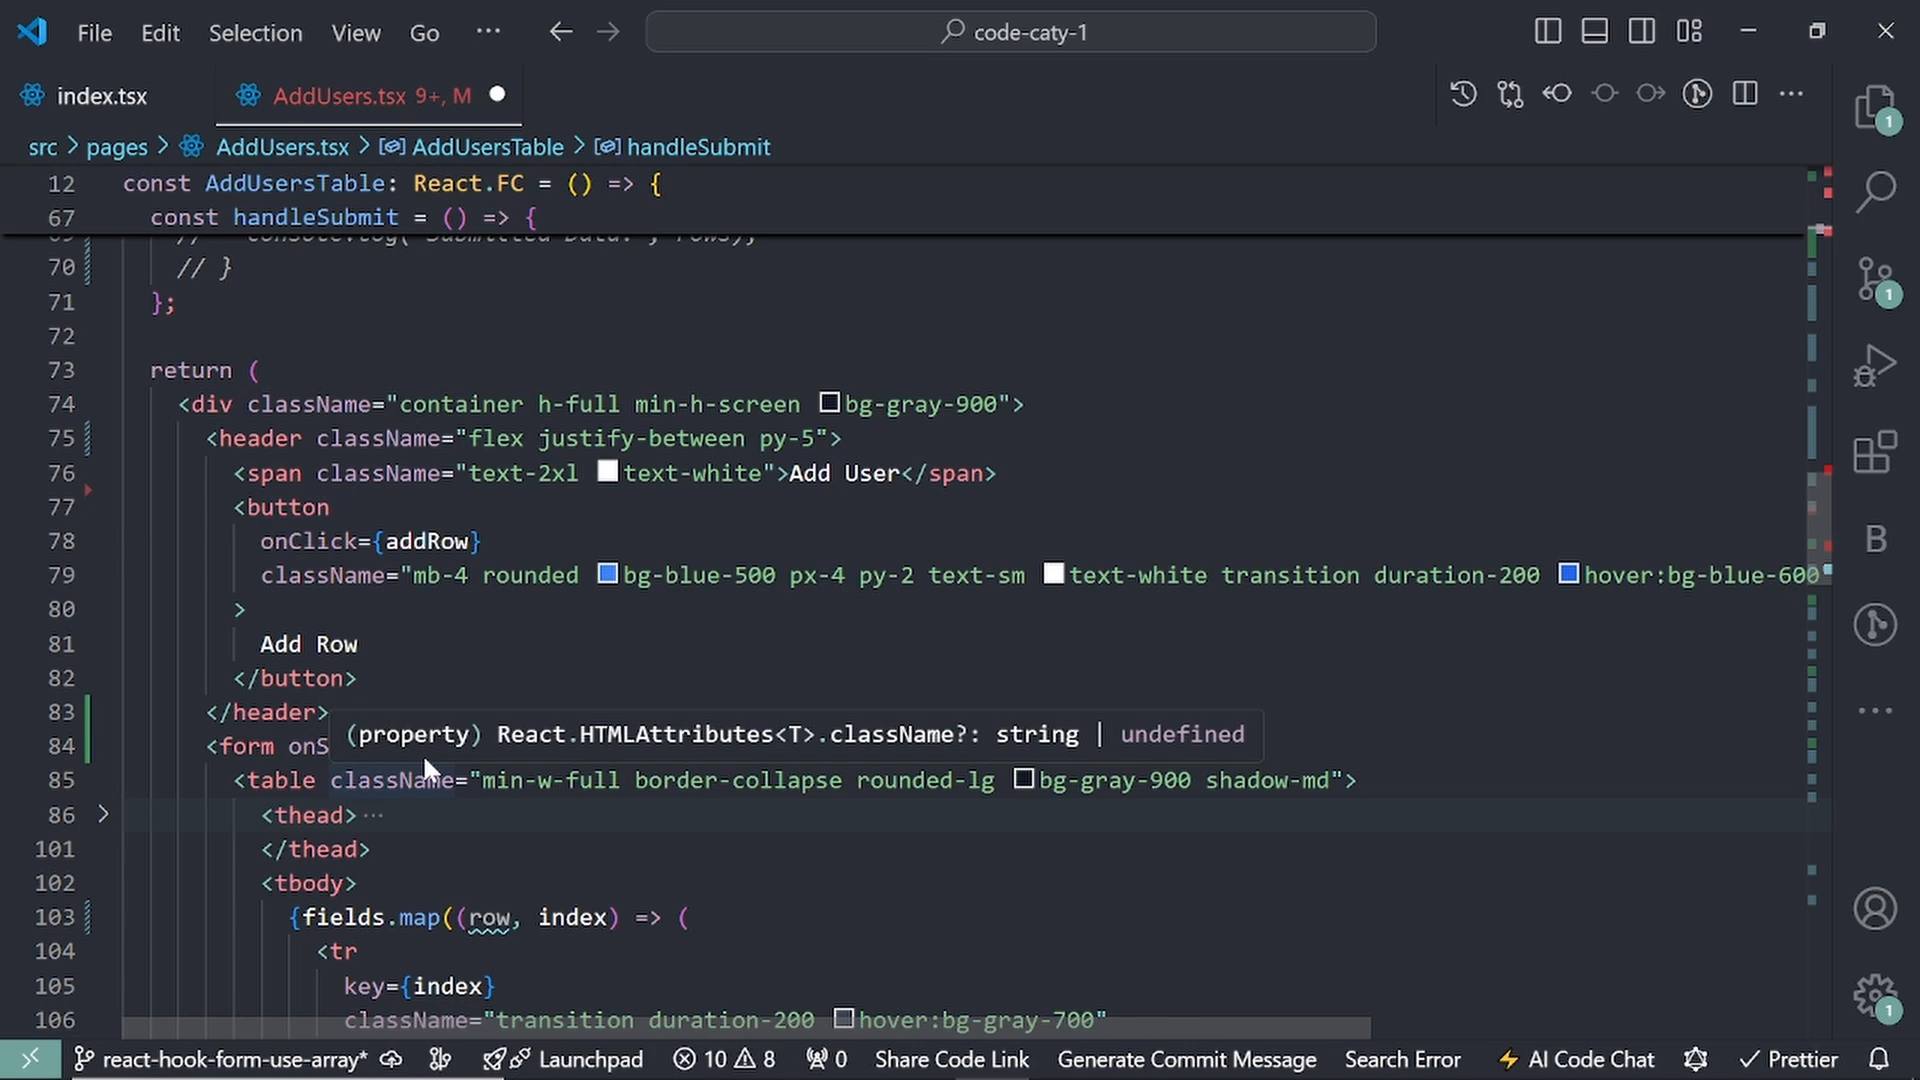 File Edit Selection View Go ··· code-caty-1
index.tsx AddUsers.tsx 9+, M
src > pages > AddUsers.tsx > AddUsersTable > handleSubmit
12 const AddUsersTable: React.FC = () => {
67 const handleSubmit = () => {
70 // }
71 };
72
73 return (
74 <div className="container h-full min-h-screen bg-gray-900">
75 <header className="flex justify-between py-5">
76 <span className="text-2xl text-white">Add User</span>
77 <button
78 onClick={addRow}
79 className="mb-4 rounded bg-blue-500 px-4 py-2 text-sm text-white transition duration-200 hover:bg-blue-600
80 >
81 Add Row
82 </button>
83 </header>
(property) React.HTMLAttributes<T>.className?: string | undefined
84 <form onS
85 <table className="min-w-full border-collapse rounded-lg bg-gray-900 shadow-md">
86 <thead> ···
101 </thead>
102 <tbody>
103 {fields.map((row, index) => (
104 <tr
105 key={index}
106 className="transition duration-200 hover:bg-gray-700"
react-hook-form-use-array* Launchpad 10 8 0 Share Code Link Generate Commit Message Search Error AI Code Chat Prettier
1
1
B
1